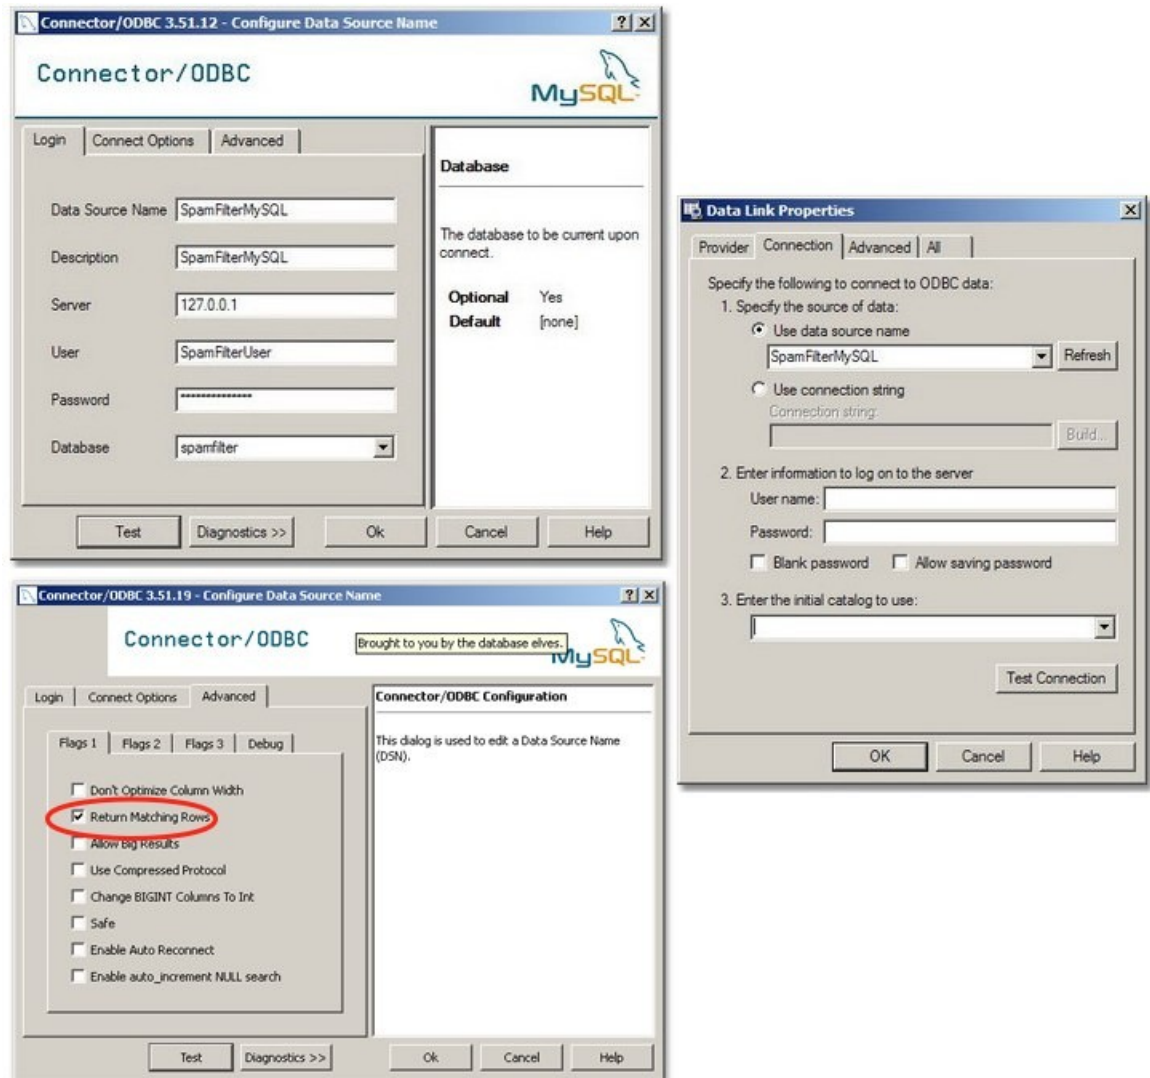 Connector/ODBC 3.51.12 - Configure Data Source Name
Connector/ODBC
MySQL
Login Connect Options Advanced
Data Source Name SpamFilterMySQL
Description SpamFilterMySQL
Server 127.0.0.1
User SpamFilterUser
Password **************
Database spamfilter
Database
The database to be current upon
connect.
Optional Yes
Default [none]
Test Diagnostics >> Ok Cancel Help
Connector/ODBC 3.51.19 - Configure Data Source Name
Connector/ODBC
Brought to you by the database elves.
MySQL
Login Connect Options Advanced
Flags 1 Flags 2 Flags 3 Debug
Don't Optimize Column Width
Return Matching Rows
Allow Big Results
Use Compressed Protocol
Change BIGINT Columns To Int
Safe
Enable Auto Reconnect
Enable auto_increment NULL search
Connector/ODBC Configuration
This dialog is used to edit a Data Source Name
(DSN).
Test Diagnostics >> Ok Cancel Help
Data Link Properties
Provider Connection Advanced All
Specify the following to connect to ODBC data:
1. Specify the source of data:
Use data source name
SpamFilterMySQL Refresh
Use connection string
Connection string:
Build...
2. Enter information to log on to the server
User name:
Password:
Blank password Allow saving password
3. Enter the initial catalog to use:
Test Connection
OK Cancel Help